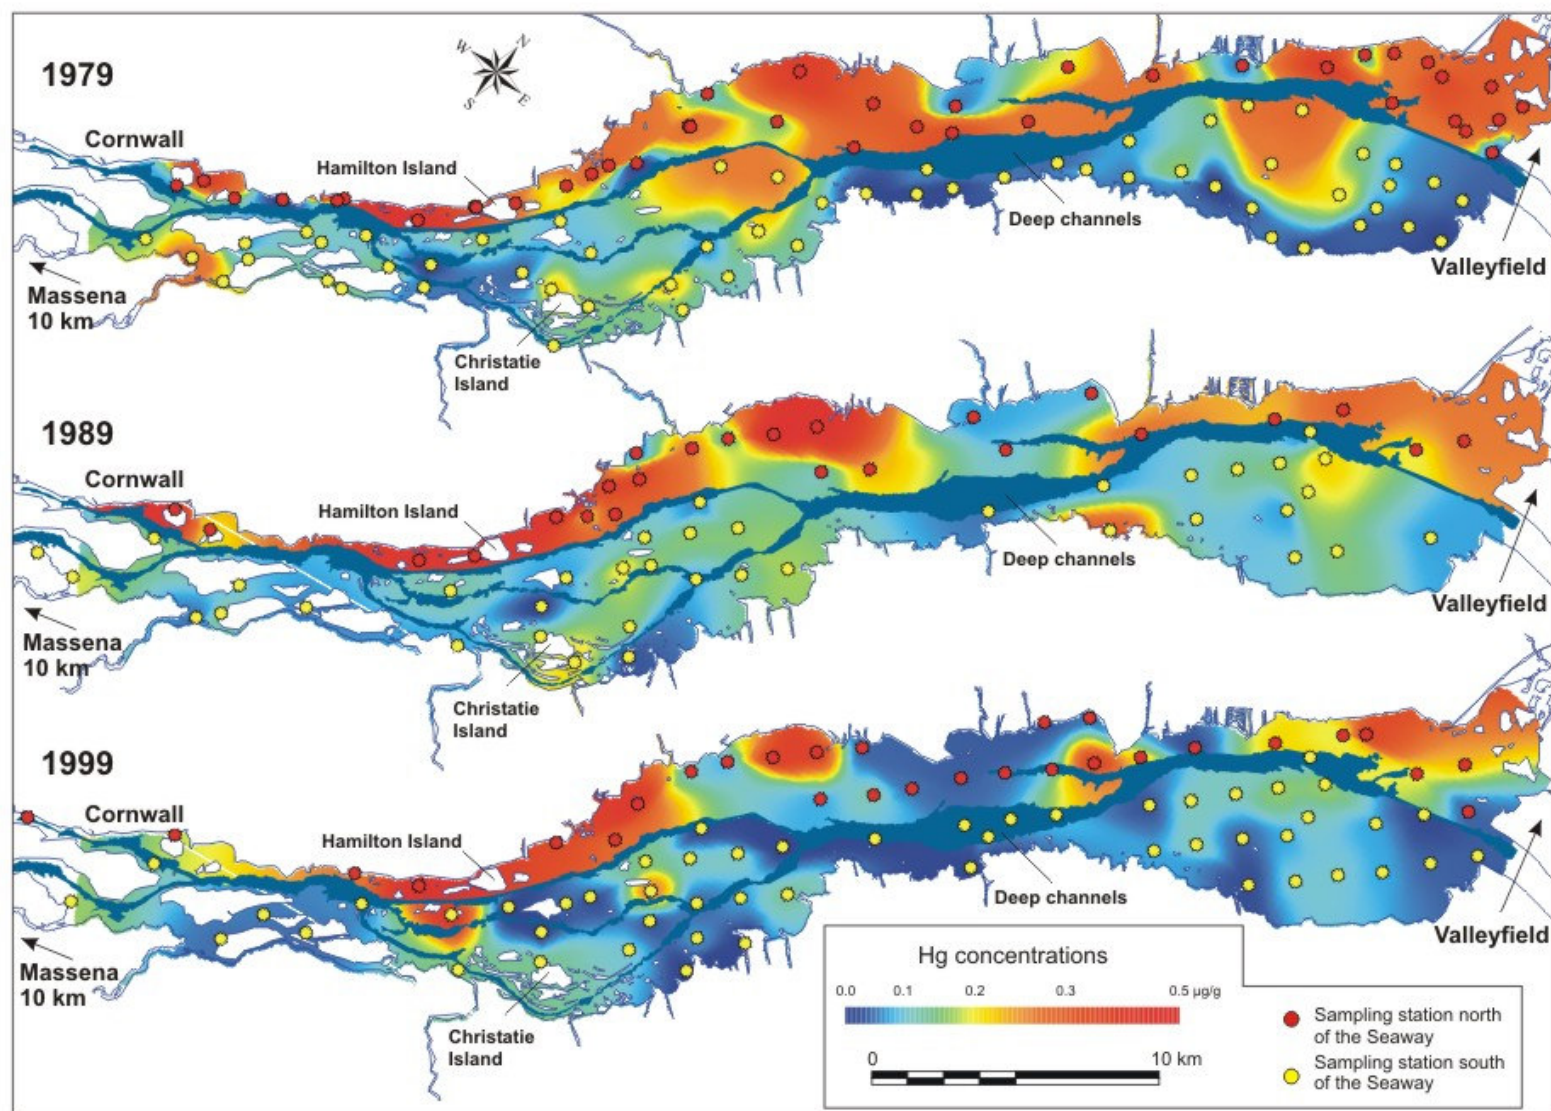 1979
N
W
S
E
Cornwall
Hamilton Island
Deep channels
Massena
10 km
Valleyfield
Christatie
Island
1989
Cornwall
Hamilton Island
Deep channels
Massena
10 km
Valleyfield
Christatie
Island
1999
Cornwall
Hamilton Island
Deep channels
Massena
10 km
Valleyfield
Christatie
Island
Hg concentrations
0.0 0.1 0.2 0.3 0.5 µg/g
0 10 km
Sampling station north
of the Seaway
Sampling station south
of the Seaway